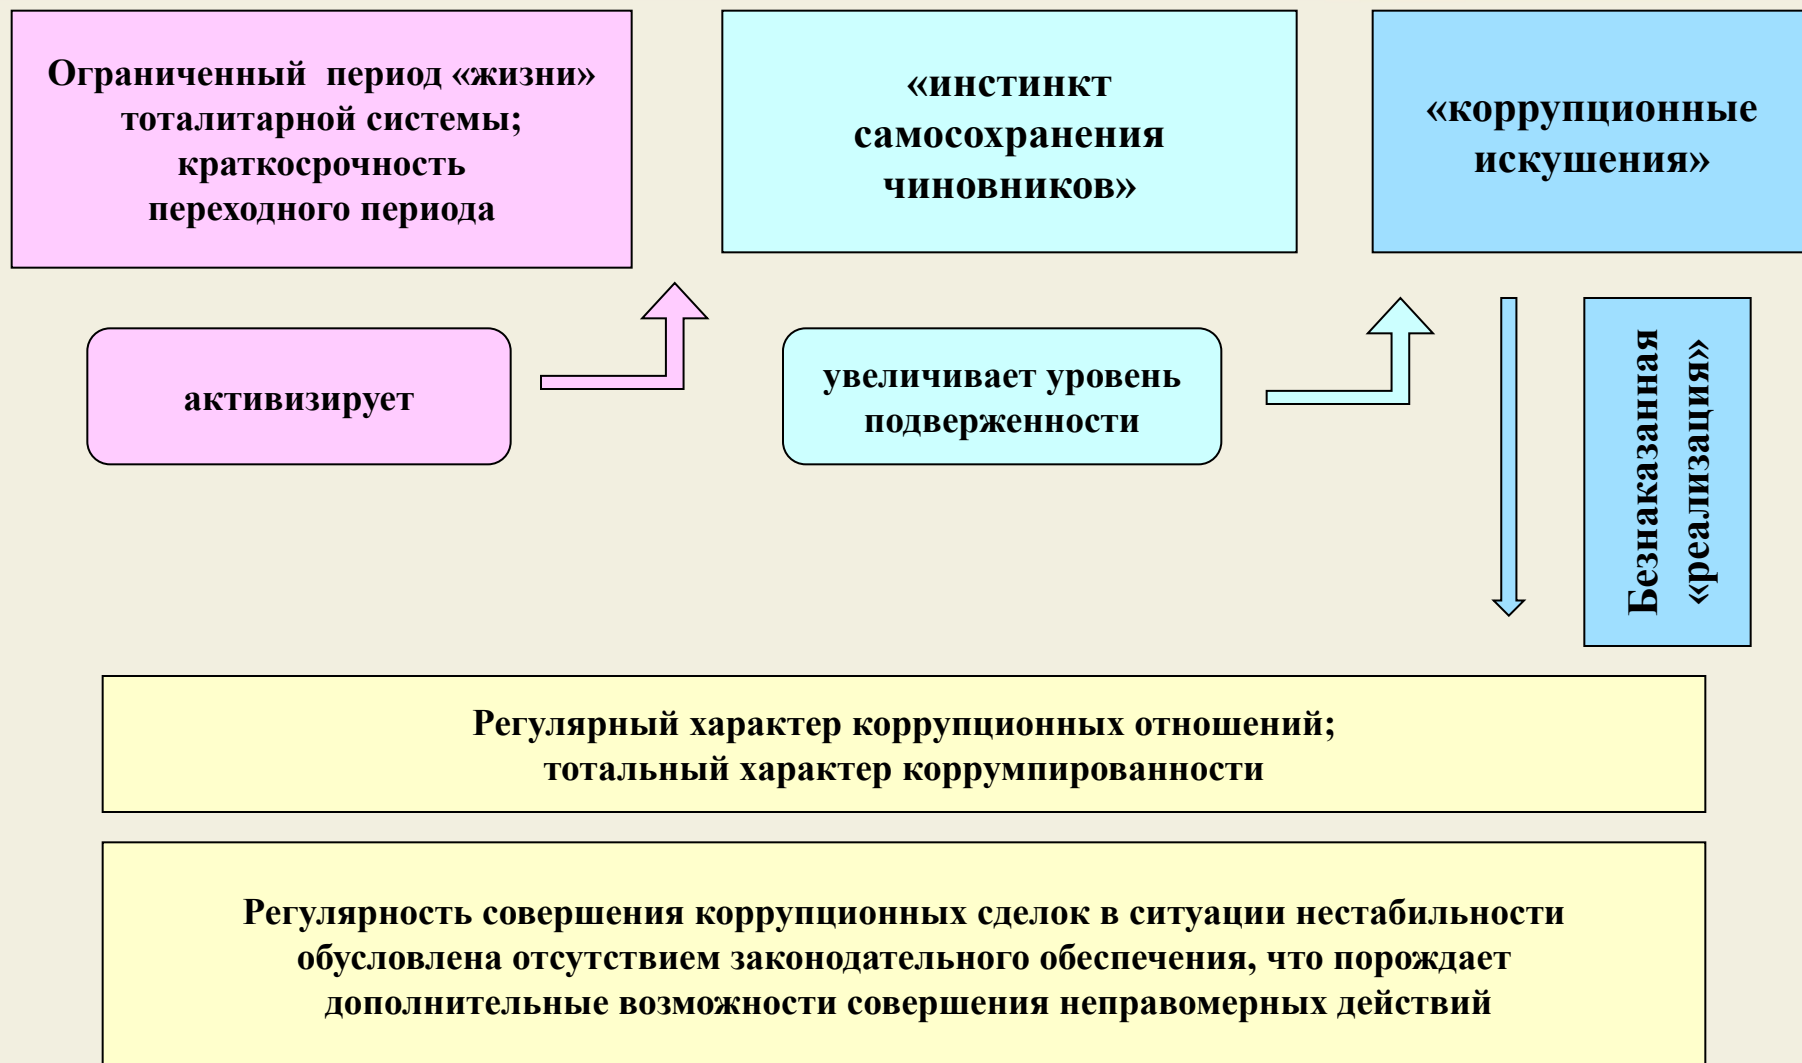 Ограниченный период «жизни»
тоталитарной системы;
краткосрочность
переходного периода
«инстинкт
самосохранения
чиновников»
«коррупционные
искушения»
активизирует
увеличивает уровень
подверженности
Безнаказанная
«реализация»
Регулярный характер коррупционных отношений;
тотальный характер коррумпированности
Регулярность совершения коррупционных сделок в ситуации нестабильности
обусловлена отсутствием законодательного обеспечения, что порождает
дополнительные возможности совершения неправомерных действий